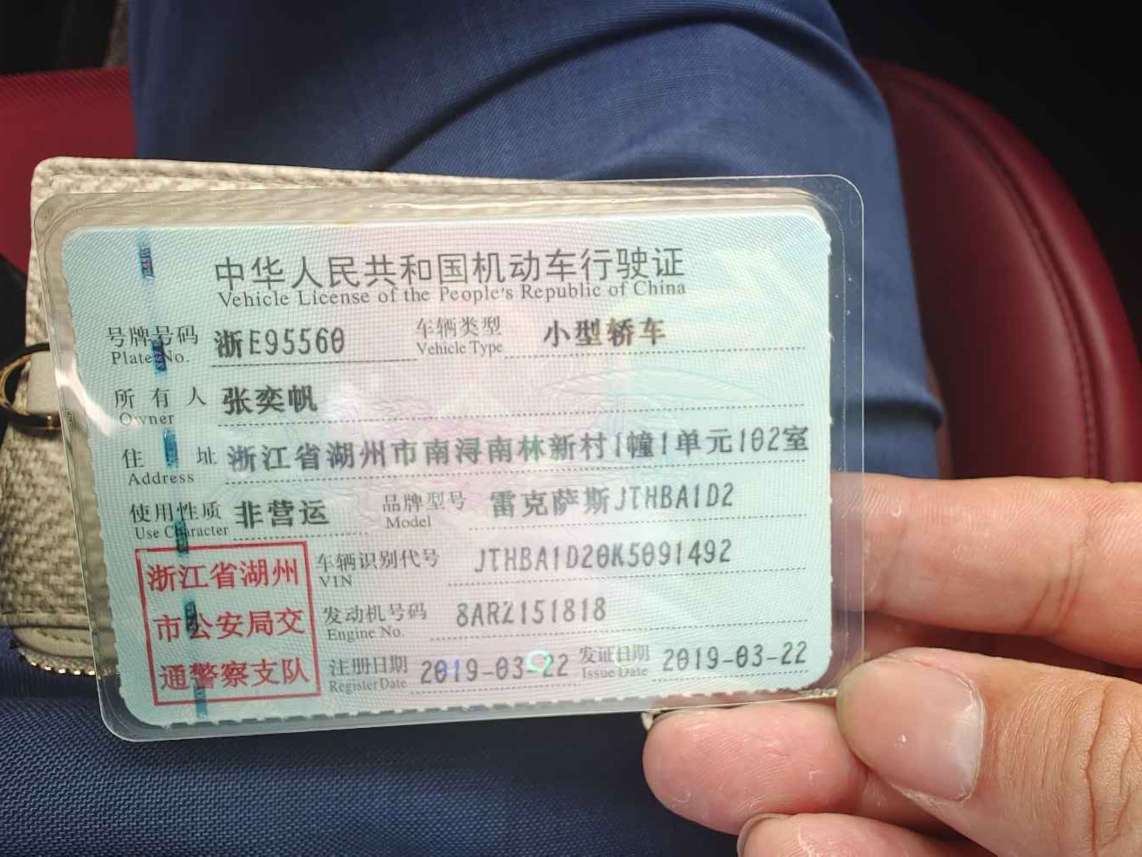 中华人民共和国机动车行驶证
Vehicle License of the People's Republic of China
号牌号码 浙E95560 车辆类型 小型轿车
Plate No. Vehicle Type
所有人 张奕帆
Owner
住址 浙江省湖州市南浔南林新村1幢1单元102室
Address
使用性质 非营运 品牌型号 雷克萨斯JTHBA1D2
Use Character Model
浙江省湖州
市公安局交
通警察支队
车辆识别代号 JTHBA1D20K5091492
VIN
发动机号码 8AR2151818
Engine No.
注册日期 2019-03-22 发证日期 2019-03-22
Register Date Issue Date